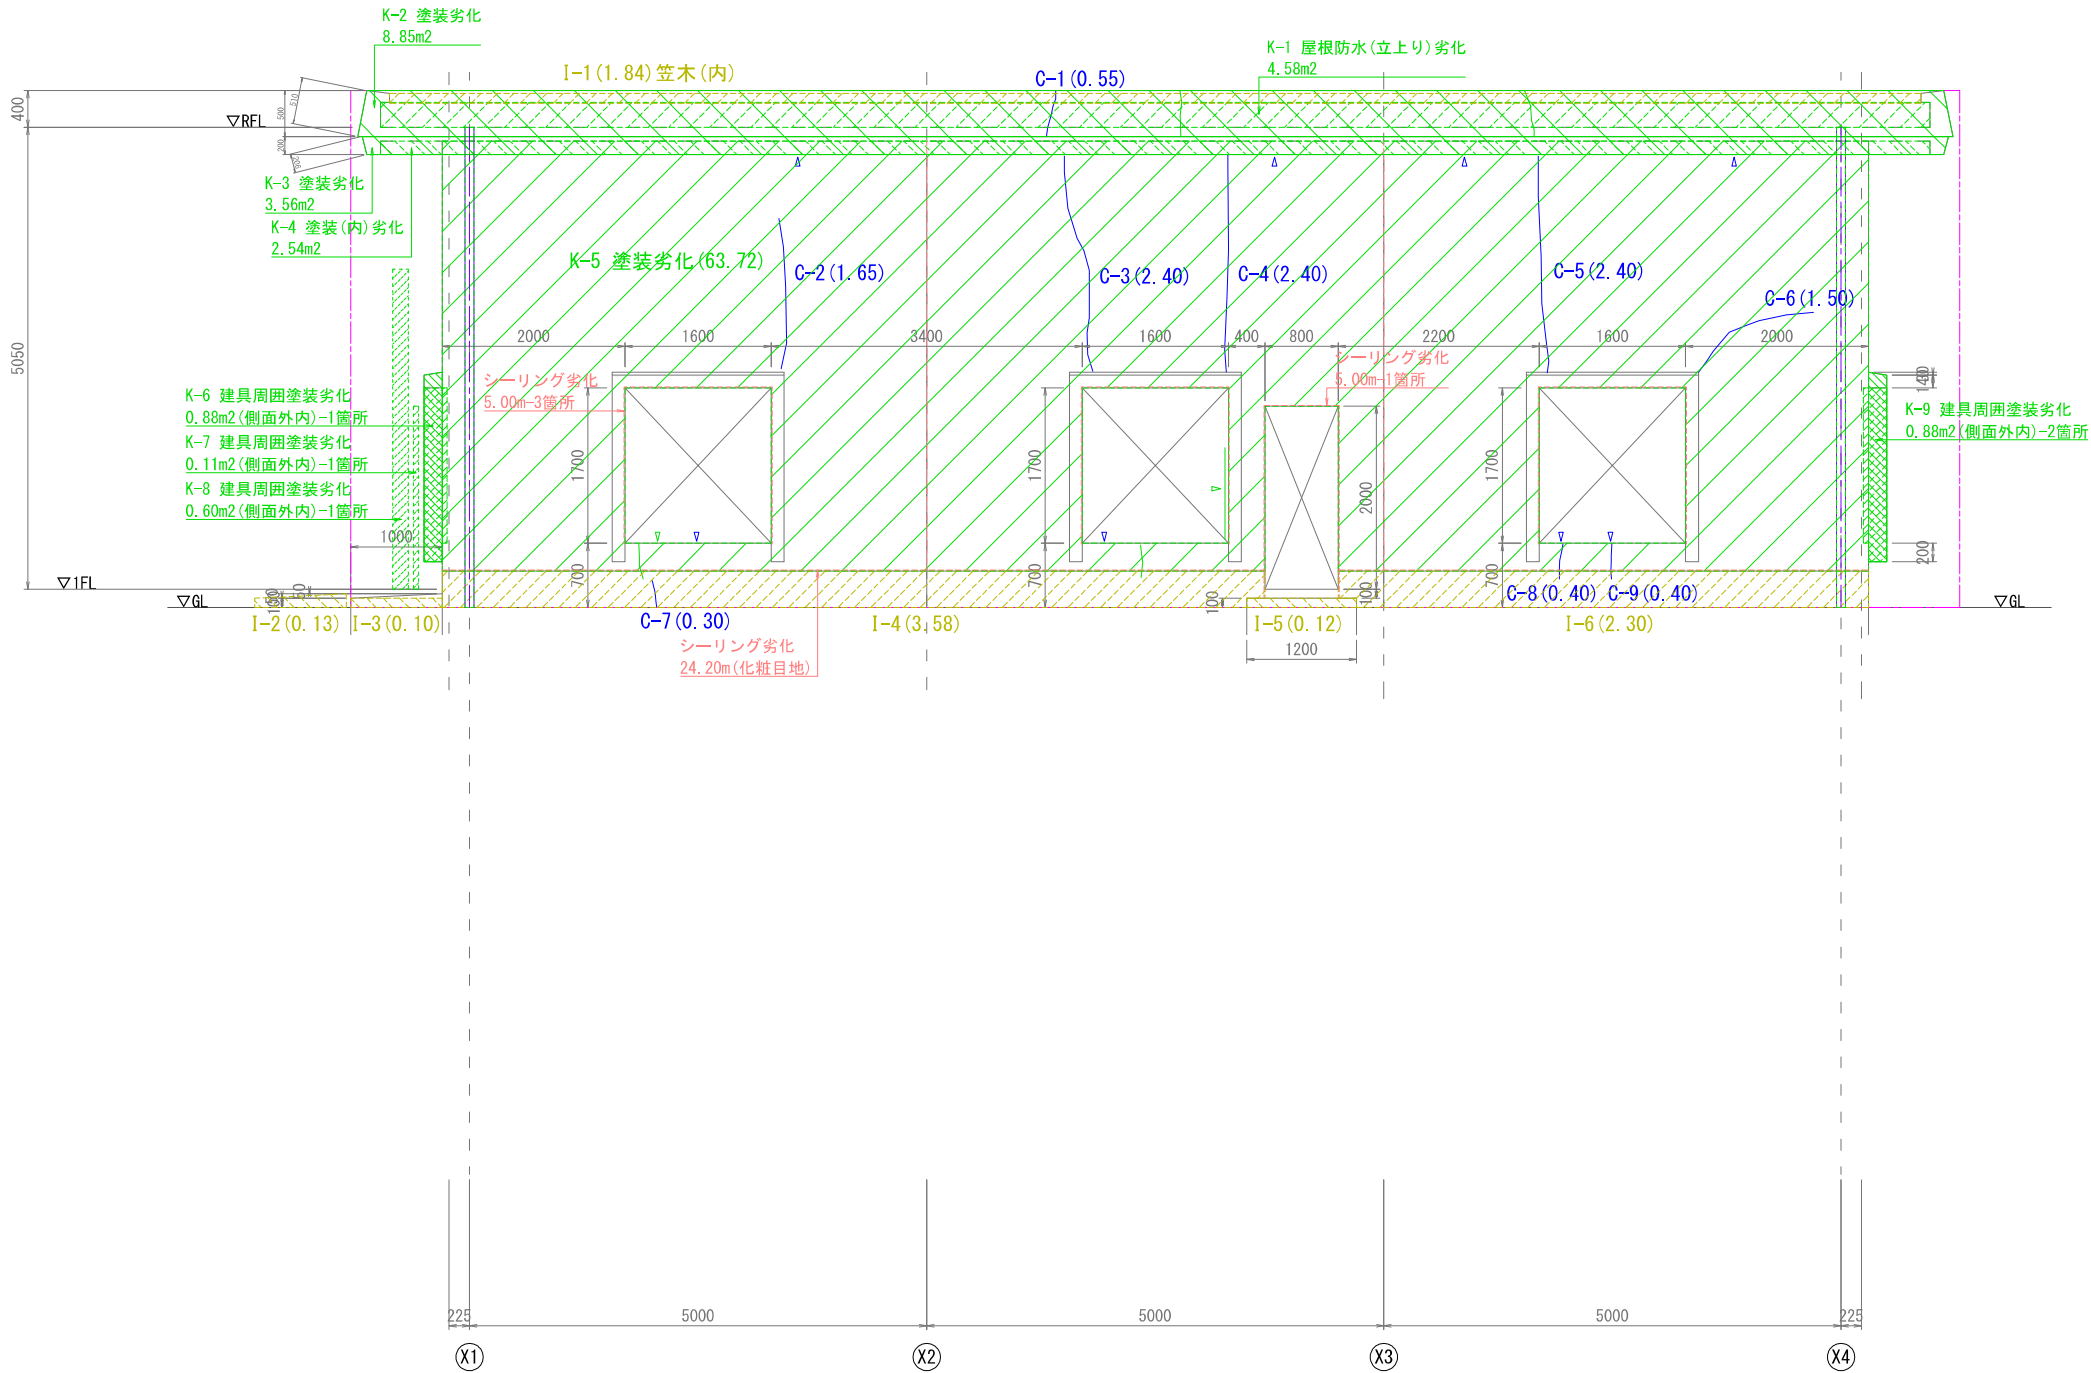 K-2 塗装劣化
8.85m2
I-1(1.84)笠木(内)
C-1(0.55)
K-1 屋根防水(立上り)劣化
4.58m2
400
510
500
▽RFL
200
206
K-3 塗装劣化
3.56m2
K-4 塗装(内)劣化
2.54m2
K-5 塗装劣化(63.72)
C-2(1.65)
C-3(2.40)
C-4(2.40)
C-5(2.40)
C-6(1.50)
5050
2000
1600
3400
1600
400
800
2200
1600
2000
シーリング劣化
5.00m-3箇所
シーリング劣化
5.00m-1箇所
K-6 建具周囲塗装劣化
0.88m2(側面外内)-1箇所
K-7 建具周囲塗装劣化
0.11m2(側面外内)-1箇所
K-8 建具周囲塗装劣化
0.60m2(側面外内)-1箇所
K-9 建具周囲塗装劣化
0.88m2(側面外内)-2箇所
1700
1700
2000
1700
200
1000
700
700
700
▽1FL
50
▽GL
100
100
▽GL
I-2(0.13)
I-3(0.10)
C-7(0.30)
I-4(3.58)
I-5(0.12)
C-8(0.40)
C-9(0.40)
I-6(2.30)
シーリング劣化
24.20m(化粧目地)
1200
225
5000
5000
5000
225
X1
X2
X3
X4